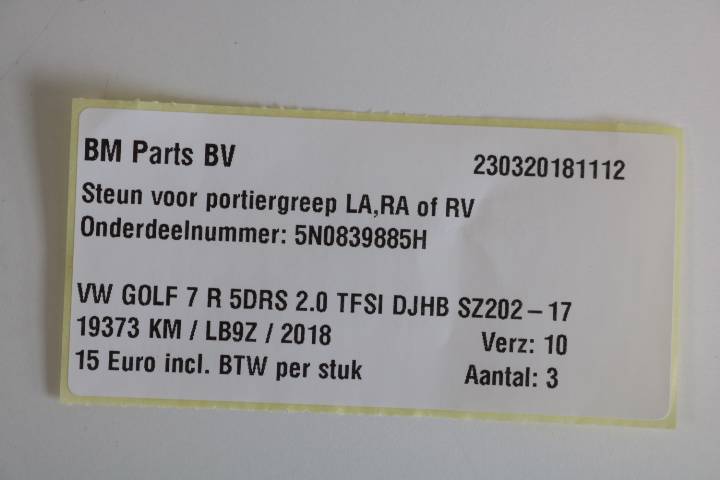 BM Parts BV 230320181112
Steun voor portiergreep LA,RA of RV
Onderdeelnummer: 5N0839885H
VW GOLF 7 R 5DRS 2.0 TFSI DJHB SZ202-17
19373 KM / LB9Z / 2018 Verz: 10
15 Euro incl. BTW per stuk Aantal: 3